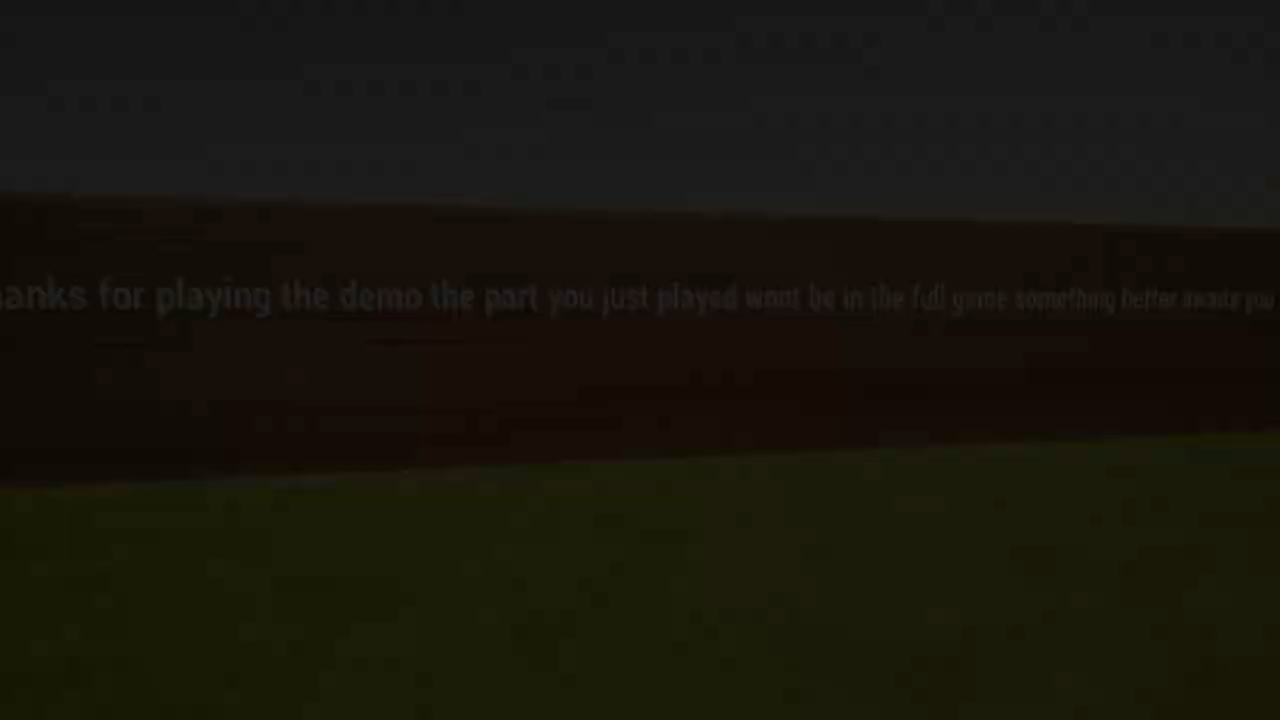 hanks for playing the demo the part you just played wont be in the full game something better awaits you